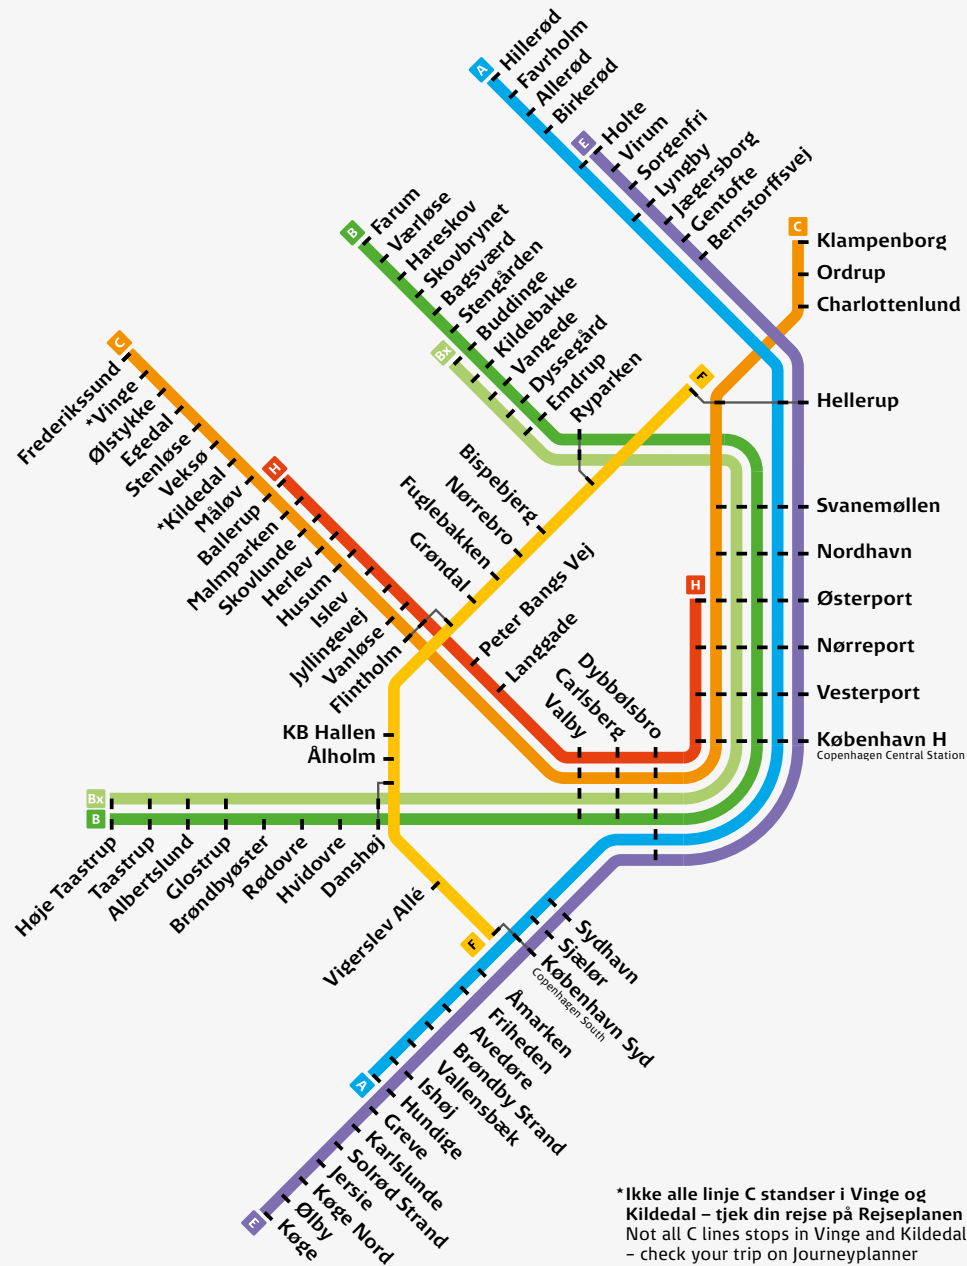 A
Hillerød
Favrholm
Allerød
Birkerød
E
Holte
Virum
Sorgenfri
Lyngby
Jægersborg
Gentofte
Bernstorffsvej
C
Klampenborg
Ordrup
Charlottenlund
B
Farum
Værløse
Hareskov
Skovbrynet
Bagsværd
Stengården
Buddinge
Kildebakke
Vangede
Dyssegård
Emdrup
Ryparken
Bx
F
Hellerup
C
Frederikssund
*Vinge
Ølstykke
Egedal
Stenløse
Veksø
*Kildedal
Måløv
Ballerup
Malmparken
Skovlunde
Herlev
Husum
Islev
Jyllingevej
Vanløse
Flintholm
H
Bispebjerg
Nørrebro
Fuglebakken
Grøndal
Peter Bangs Vej
Langgade
Valby
Carlsberg
Dybbølsbro
Svanemøllen
Nordhavn
H
Østerport
Nørreport
Vesterport
København H
Copenhagen Central Station
KB Hallen
Ålholm
Bx
B
Høje Taastrup
Taastrup
Albertslund
Glostrup
Brøndbyøster
Rødovre
Hvidovre
Danshøj
Vigerslev Allé
F
Sydhavn
Sjælør
København Syd
Copenhagen South
Åmarken
Friheden
Avedøre
Brøndby Strand
Vallensbæk
Ishøj
Hundige
A
Greve
Karlslunde
Solrød Strand
Jersie
Køge Nord
Ølby
Køge
E
*Ikke alle linje C standser i Vinge og
Kildedal – tjek din rejse på Rejseplanen
Not all C lines stops in Vinge and Kildedal
– check your trip on Journeyplanner